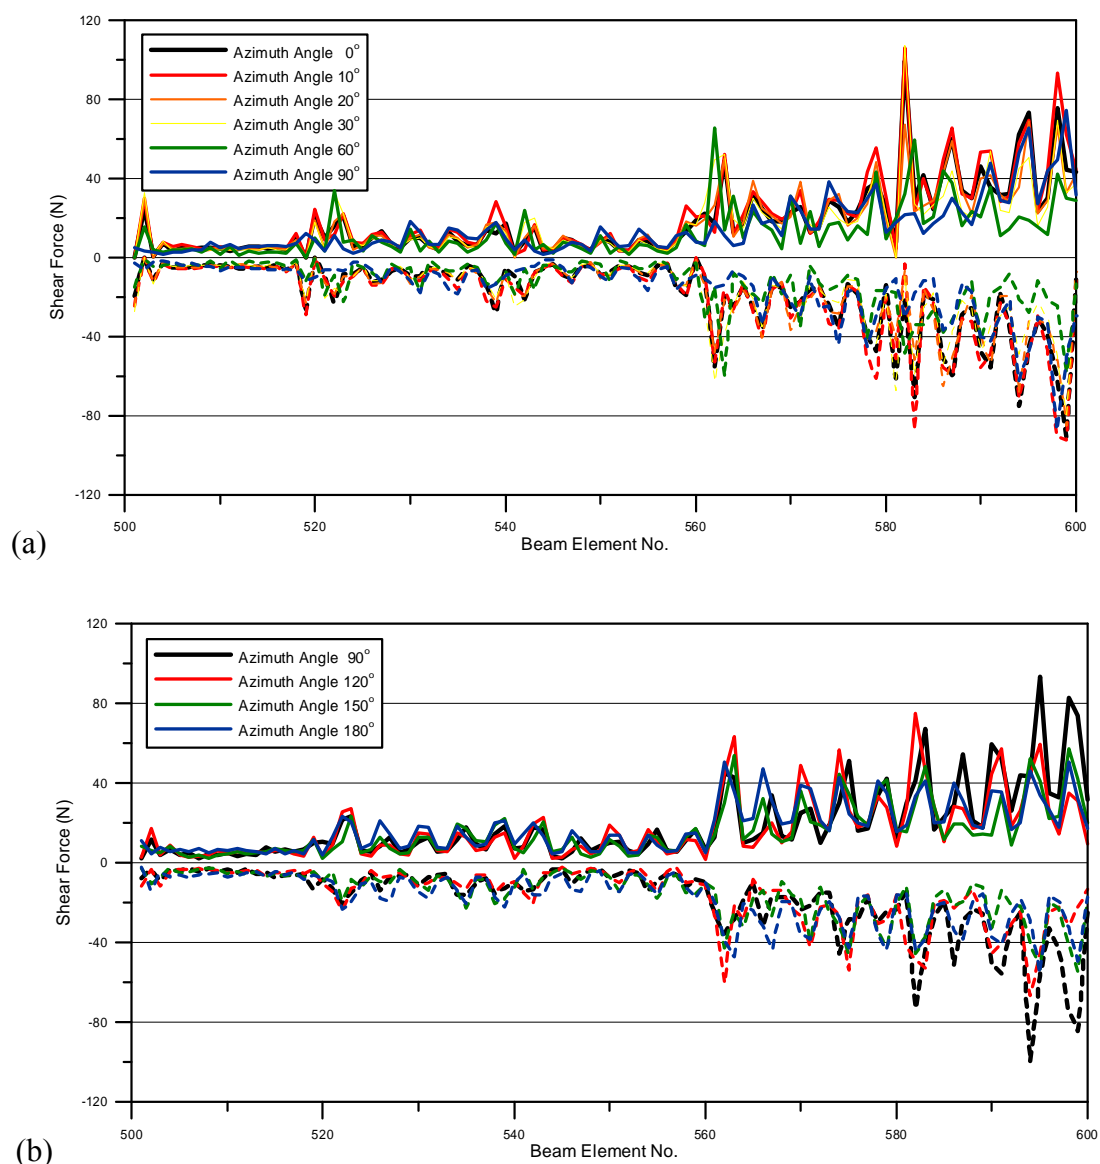 120
80
40
0
-40
-80
-120
Shear Force (N)
Azimuth Angle 0°
Azimuth Angle 10°
Azimuth Angle 20°
Azimuth Angle 30°
Azimuth Angle 60°
Azimuth Angle 90°
500 520 540 560 580 600
Beam Element No.
(a)
120
80
40
0
-40
-80
-120
Shear Force (N)
Azimuth Angle 90°
Azimuth Angle 120°
Azimuth Angle 150°
Azimuth Angle 180°
500 520 540 560 580 600
Beam Element No.
(b)